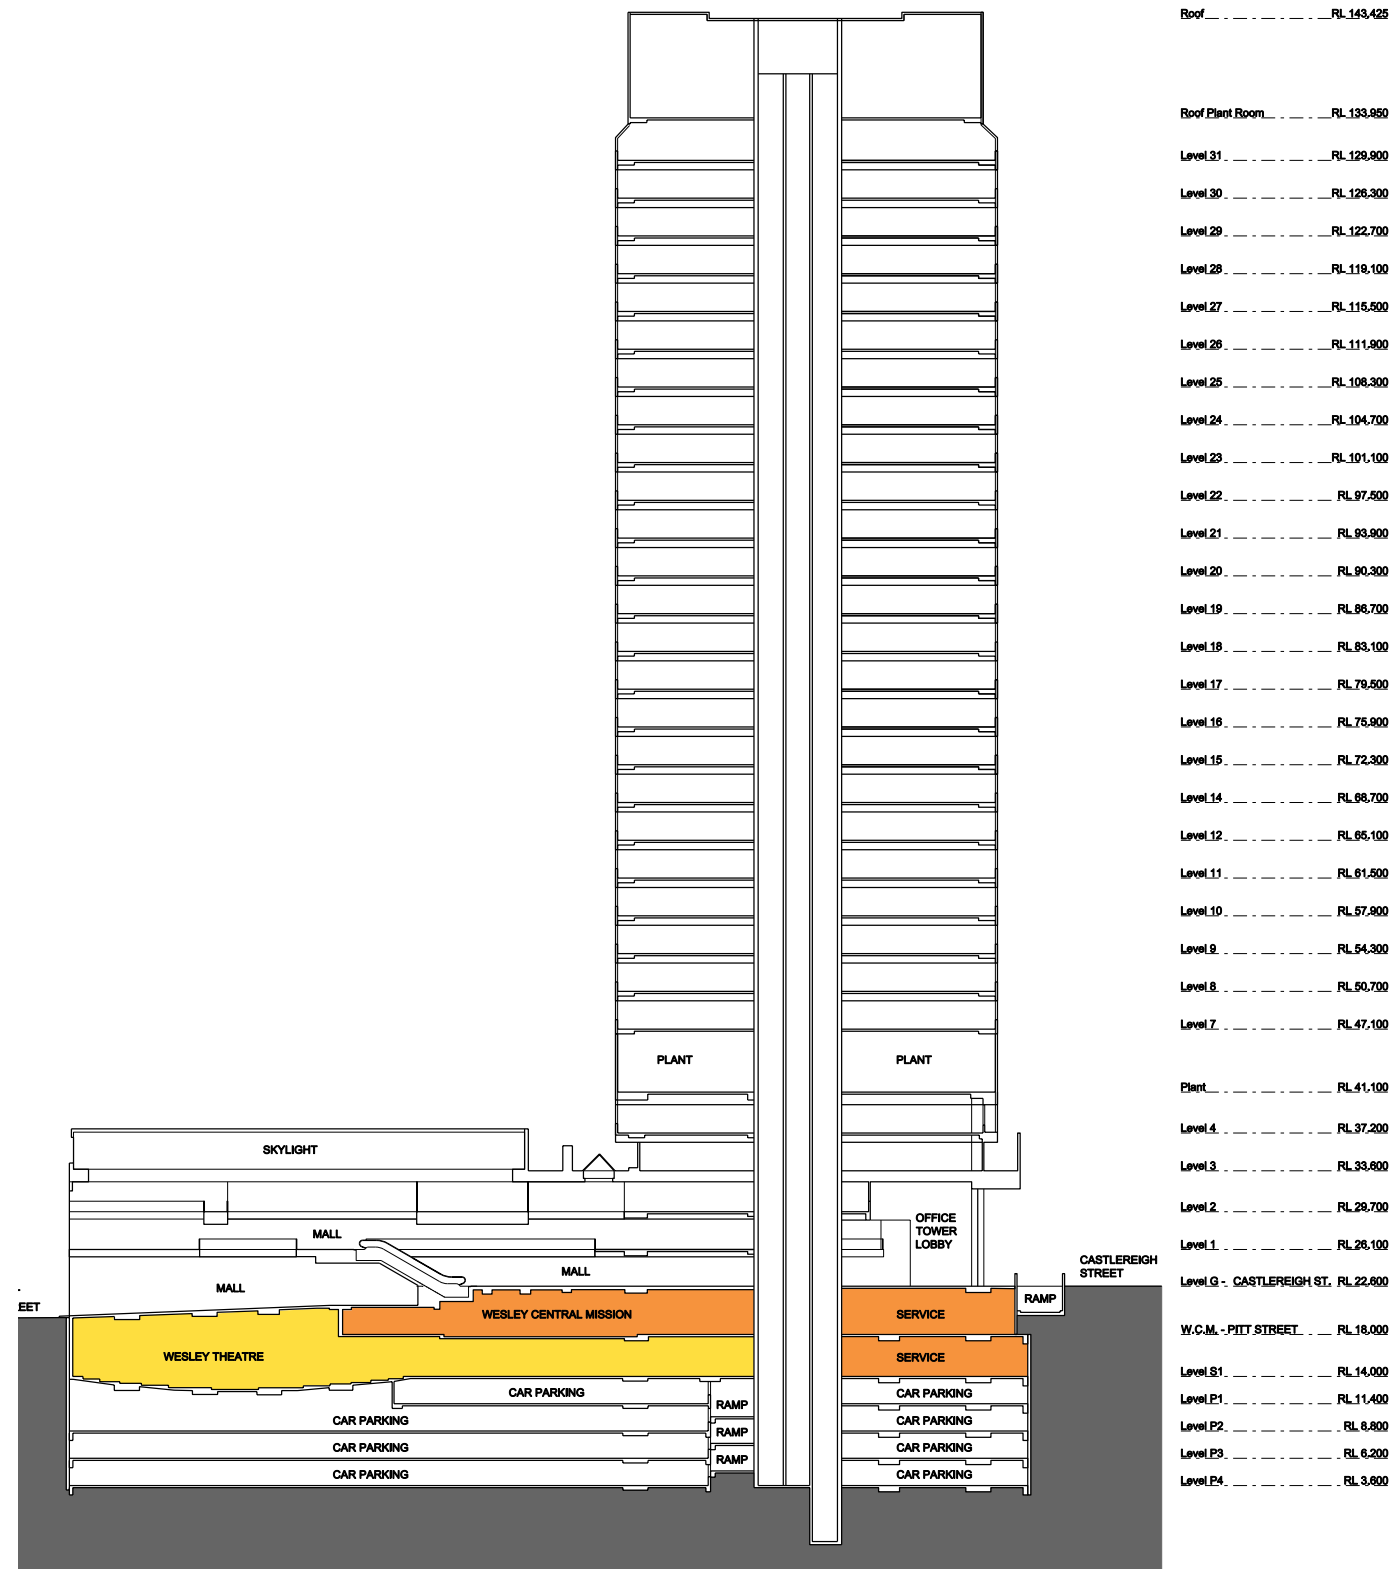 Roof RL 143.425
Roof Plant Room RL 133.950
Level 31 RL 129.900
Level 30 RL 126.300
Level 29 RL 122.700
Level 28 RL 119.100
Level 27 RL 115.500
Level 26 RL 111.900
Level 25 RL 108.300
Level 24 RL 104.700
Level 23 RL 101.100
Level 22 RL 97.500
Level 21 RL 93.900
Level 20 RL 90.300
Level 19 RL 86.700
Level 18 RL 83.100
Level 17 RL 79.500
Level 16 RL 75.900
Level 15 RL 72.300
Level 14 RL 68.700
Level 12 RL 65.100
Level 11 RL 61.500
Level 10 RL 57.900
Level 9 RL 54.300
Level 8 RL 50.700
Level 7 RL 47.100
PLANT PLANT
Plant RL 41.100
Level 4 RL 37.200
SKYLIGHT
Level 3 RL 33.600
Level 2 RL 29.700
OFFICE
TOWER
LOBBY
MALL
Level 1 RL 26.100
CASTLEREIGH
STREET
MALL
MALL
Level G - CASTLEREIGH ST. RL 22.600
RAMP
EET
WESLEY CENTRAL MISSION SERVICE
W.C.M. - PITT STREET RL 18.000
WESLEY THEATRE SERVICE
Level S1 RL 14.000
CAR PARKING CAR PARKING
Level P1 RL 11.400
RAMP
CAR PARKING CAR PARKING
Level P2 RL 8.800
RAMP
CAR PARKING CAR PARKING
Level P3 RL 6.200
RAMP
CAR PARKING CAR PARKING
Level P4 RL 3.600